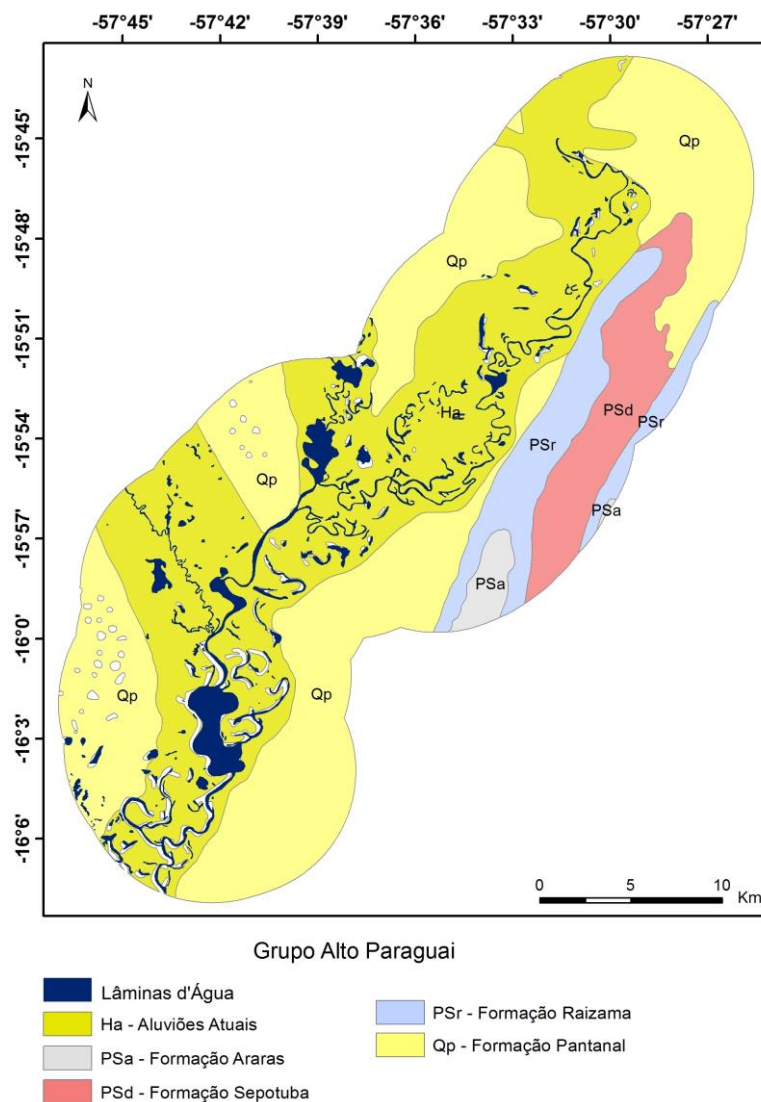 -57°45' -57°42' -57°39' -57°36' -57°33' -57°30' -57°27'
N
-15°45'
Qp
-15°48'
Qp
-15°51'
Ha
PSd
-15°54'
PSr
PSr
Qp
PSa
-15°57'
PSa
-16°0'
Qp
Qp
-16°3'
-16°6'
0 5 10
Km
Grupo Alto Paraguai
Lâminas d'Água
Ha - Aluviões Atuais
PSa - Formação Araras
PSd - Formação Sepotuba
PSr - Formação Raizama
Qp - Formação Pantanal